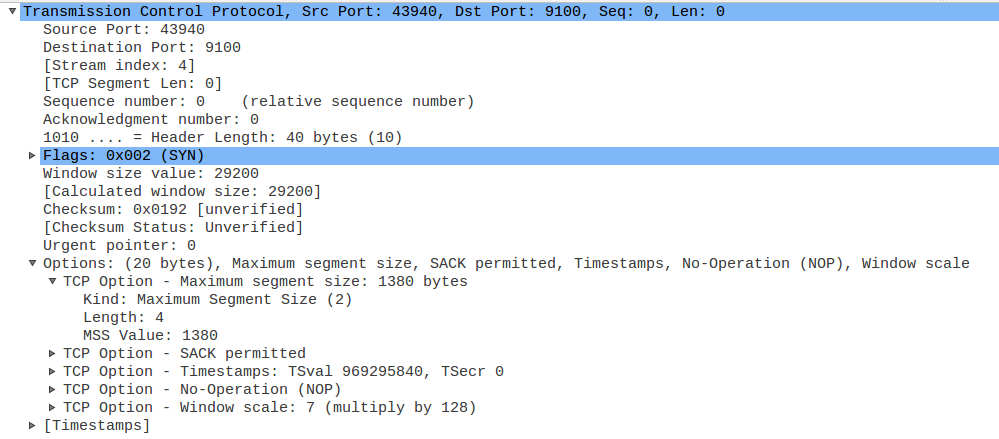 Transmission Control Protocol, Src Port: 43940, Dst Port: 9100, Seq: 0, Len: 0
Source Port: 43940
Destination Port: 9100
[Stream index: 4]
[TCP Segment Len: 0]
Sequence number: 0    (relative sequence number)
Acknowledgment number: 0
1010 .... = Header Length: 40 bytes (10)
Flags: 0x002 (SYN)
Window size value: 29200
[Calculated window size: 29200]
Checksum: 0x0192 [unverified]
[Checksum Status: Unverified]
Urgent pointer: 0
Options: (20 bytes), Maximum segment size, SACK permitted, Timestamps, No-Operation (NOP), Window scale
TCP Option - Maximum segment size: 1380 bytes
Kind: Maximum Segment Size (2)
Length: 4
MSS Value: 1380
TCP Option - SACK permitted
TCP Option - Timestamps: TSval 969295840, TSecr 0
TCP Option - No-Operation (NOP)
TCP Option - Window scale: 7 (multiply by 128)
[Timestamps]